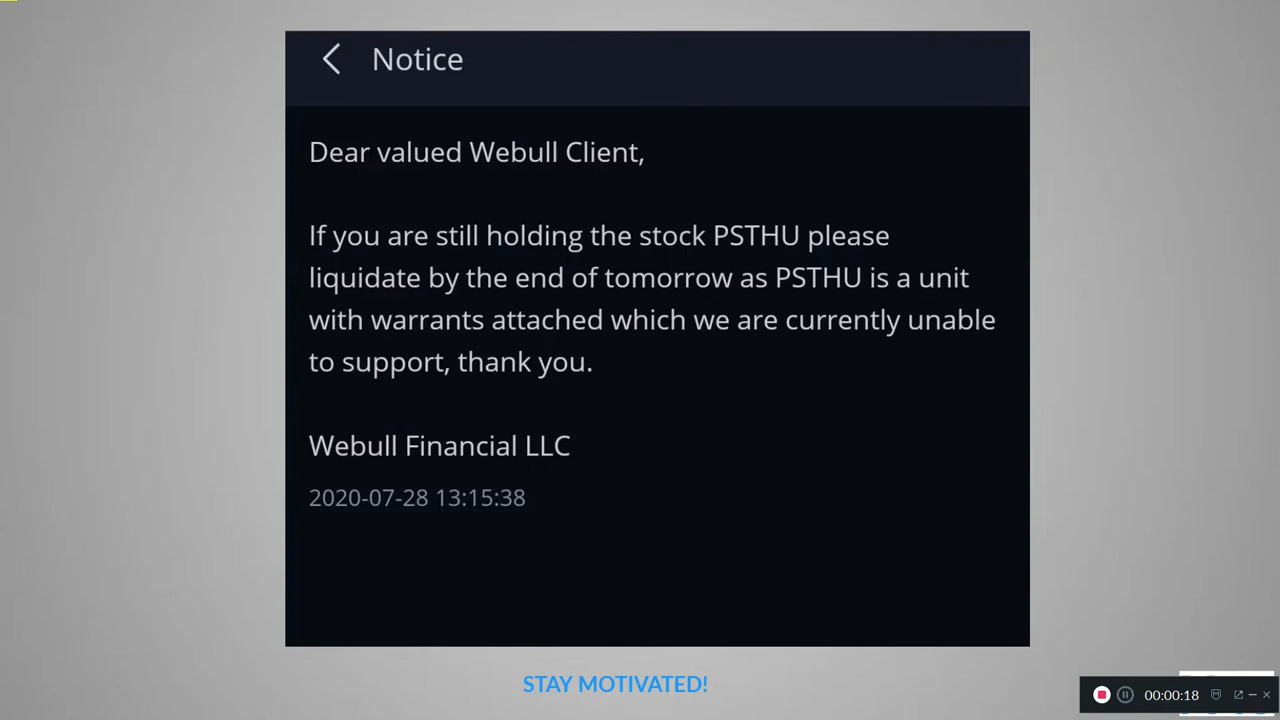 Notice
Dear valued Webull Client,
If you are still holding the stock PSTHU please
liquidate by the end of tomorrow as PSTHU is a unit
with warrants attached which we are currently unable
to support, thank you.
Webull Financial LLC
2020-07-28 13:15:38
STAY MOTIVATED!
00:00:18